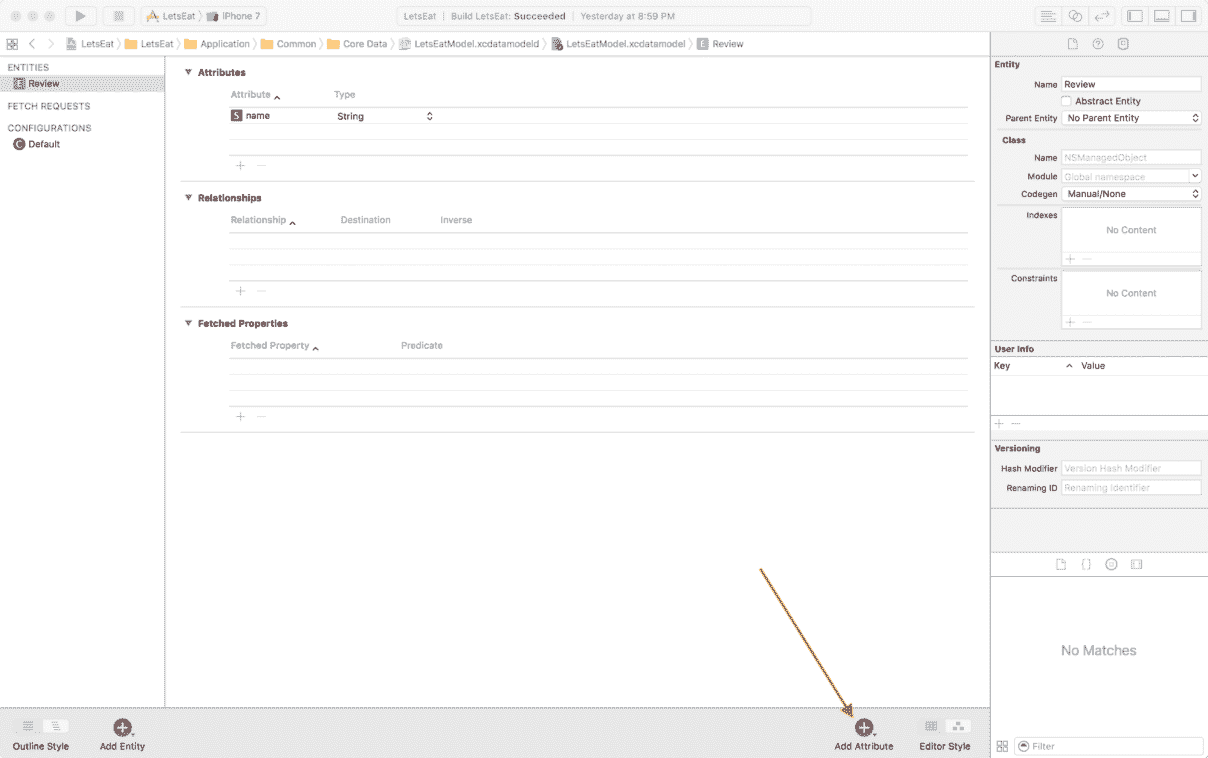 LetsEat iPhone 7 LetsEat Build LetsEat: Succeeded Yesterday at 8:59 PM
LetsEat LetsEat Application Common Core Data LetsEatModel.xcdatamodeld LetsEatModel.xcdatamodel E Review
ENTITIES
E Review
FETCH REQUESTS
CONFIGURATIONS
C Default
Attributes
Attribute Type
S name String
Relationships
Relationship Destination Inverse
Fetched Properties
Fetched Property Predicate
Entity
Name Review
Abstract Entity
Parent Entity No Parent Entity
Class
Name NSManagedObject
Module Global namespace
Codegen Manual/None
Indexes
No Content
Constraints
No Content
User Info
Key Value
Versioning
Hash Modifier Version Hash Modifier
Renaming ID Renaming Identifier
No Matches
Outline Style Add Entity Add Attribute Editor Style
Filter